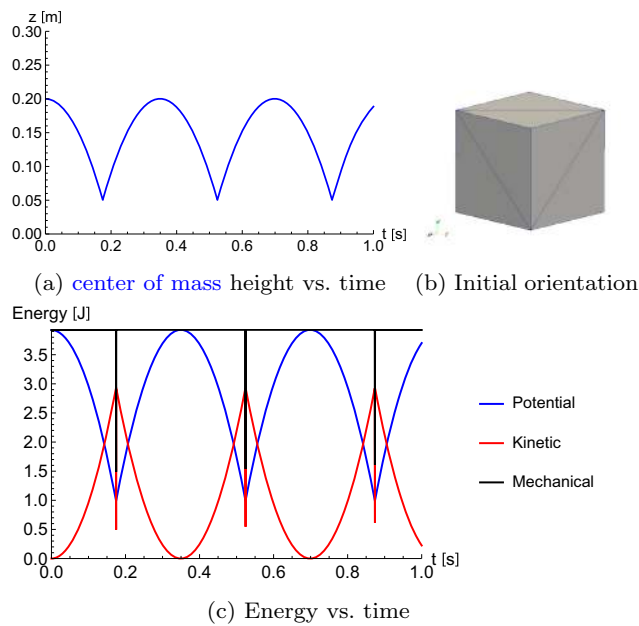 z [m]
0.30
0.25
0.20
0.15
0.10
0.05
0.00
0.0 0.2 0.4 0.6 0.8 1.0
t [s]
(a) center of mass height vs. time
(b) Initial orientation
Energy [J]
3.5
3.0
2.5
2.0
1.5
1.0
0.5
0.0
0.0 0.2 0.4 0.6 0.8 1.0
t [s]
Potential
Kinetic
Mechanical
(c) Energy vs. time